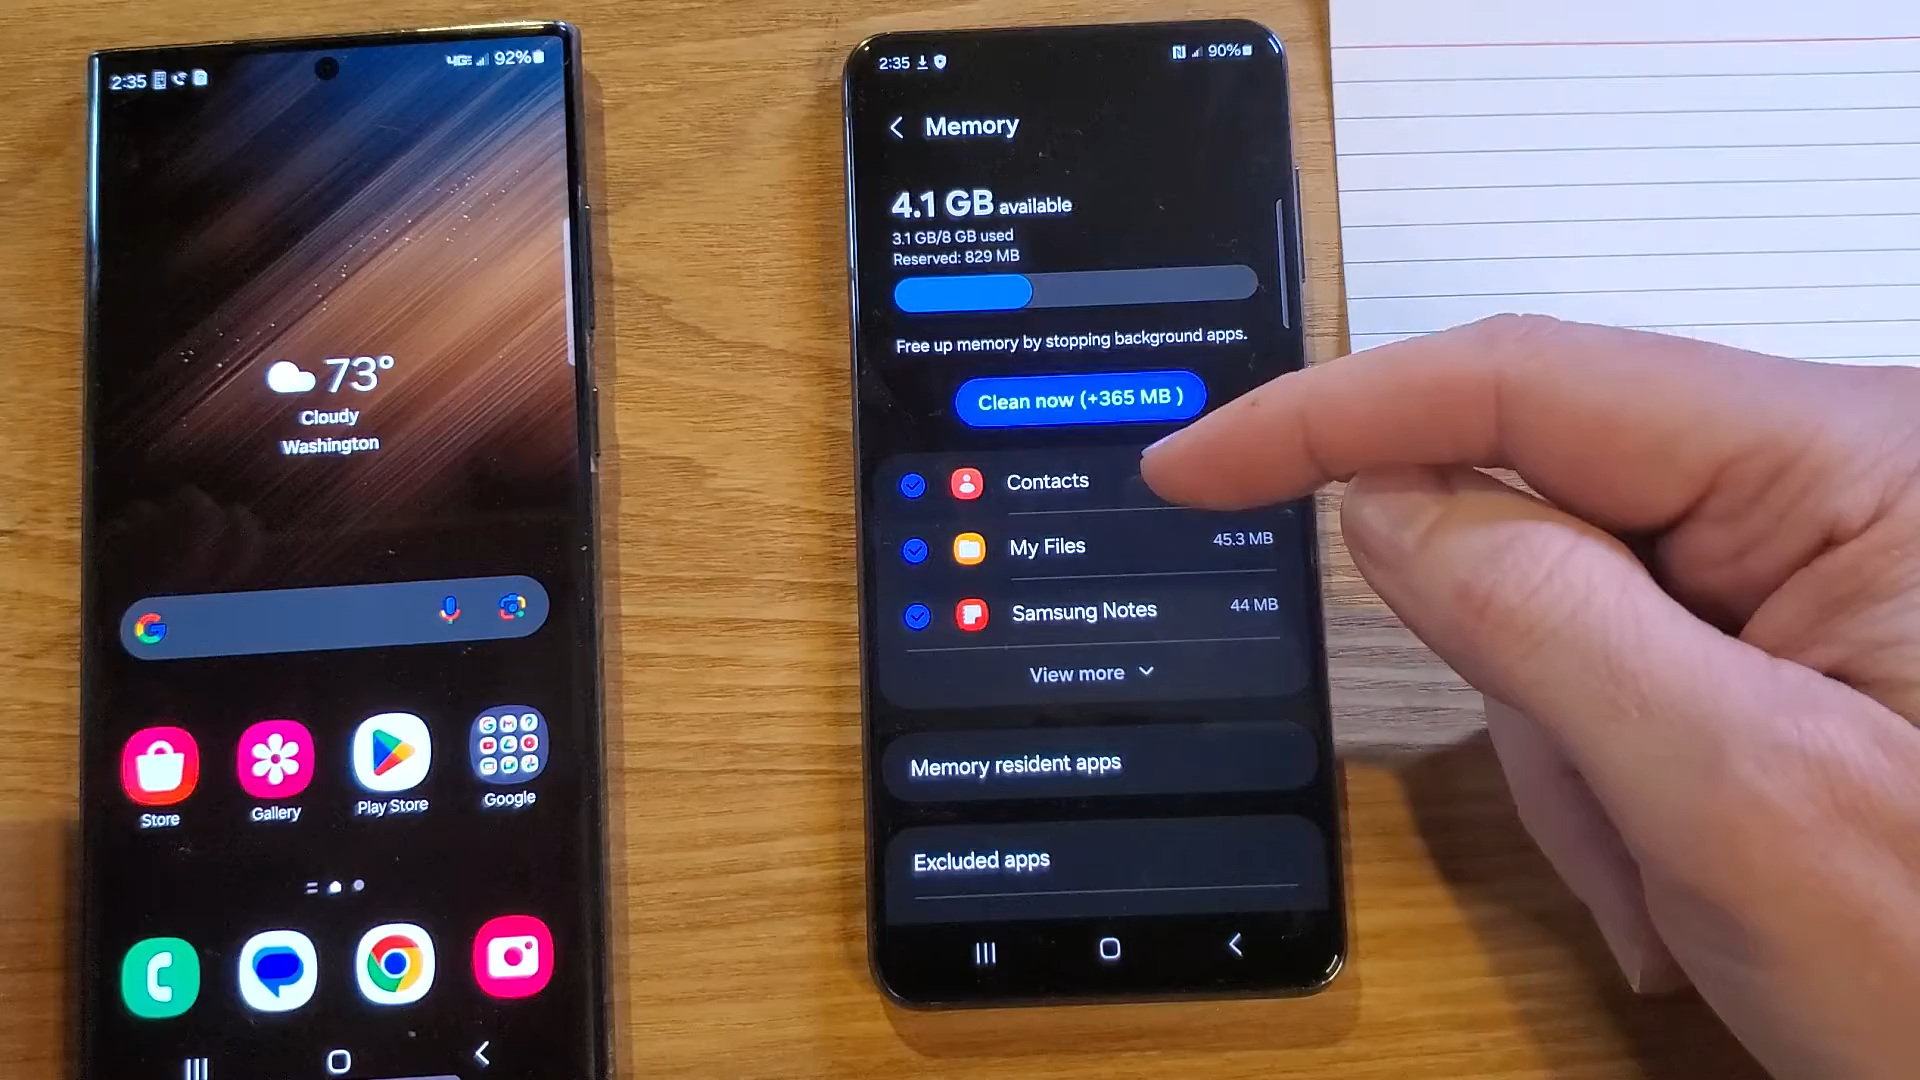 2:35
4GE 92%
73°
Cloudy
Washington
Store
Gallery
Play Store
Google
2:35
90%
Memory
4.1 GB available
3.1 GB/8 GB used
Reserved: 829 MB
Free up memory by stopping background apps.
Clean now (+365 MB )
Contacts
My Files
45.3 MB
Samsung Notes
44 MB
View more
Memory resident apps
Excluded apps